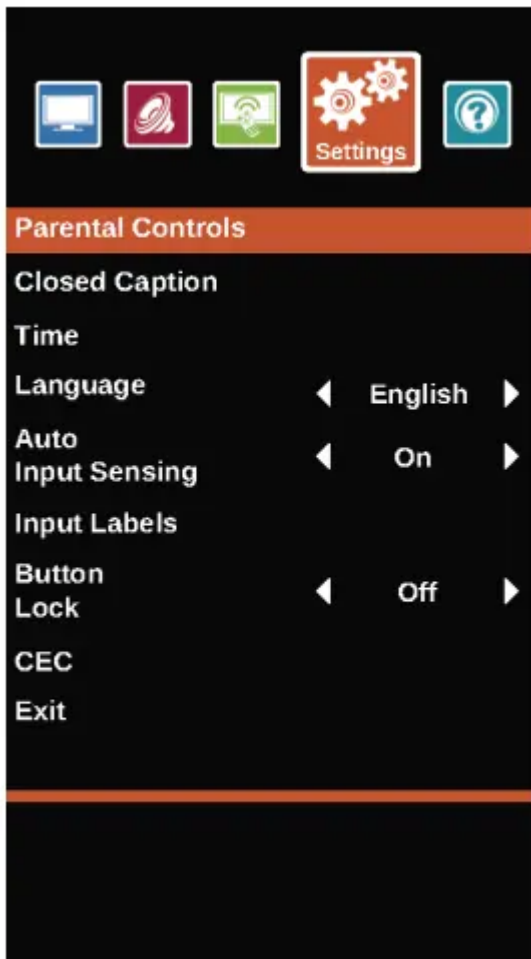 Settings
Parental Controls
Closed Caption
Time
Language English
Auto
Input Sensing On
Input Labels
Button
Lock Off
CEC
Exit